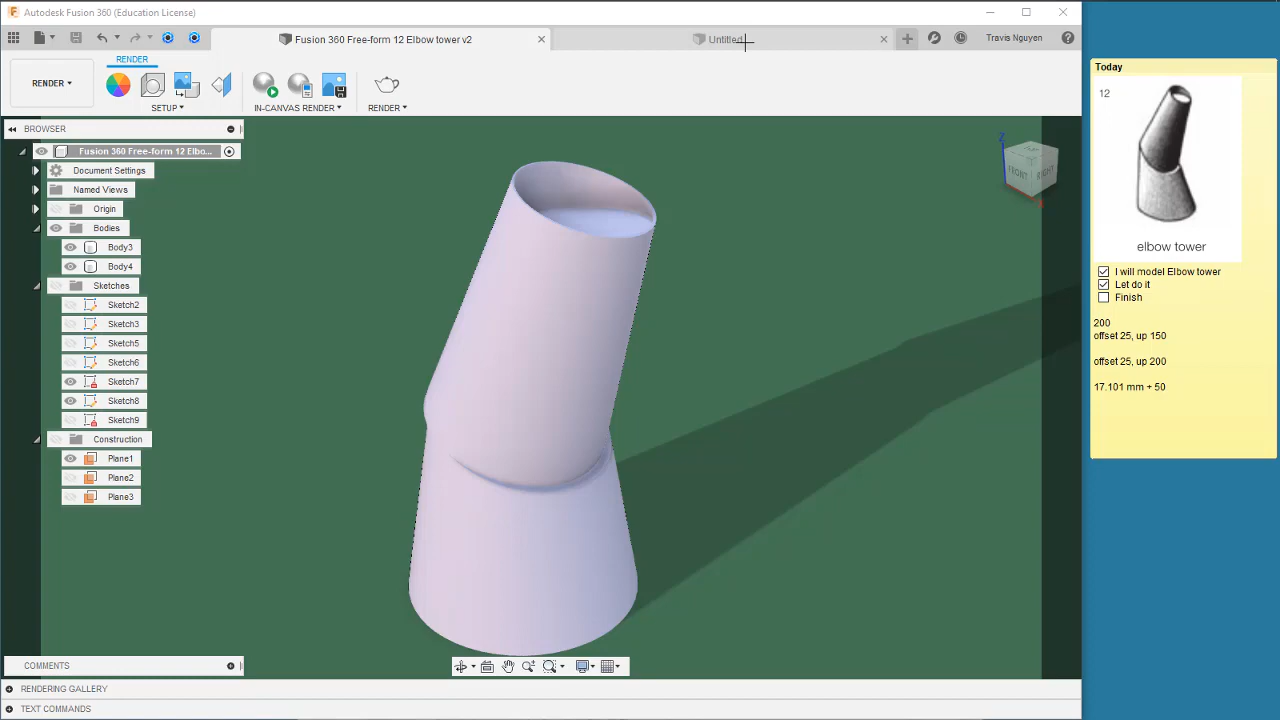 Autodesk Fusion 360 (Education License)
Fusion 360 Free-form 12 Elbow tower v2
Untitled
Travis Nguyen
RENDER
RENDER
SETUP
IN-CANVAS RENDER
RENDER
BROWSER
Fusion 360 Free-form 12 Elbo...
Document Settings
Named Views
Origin
Bodies
Body3
Body4
Sketches
Sketch2
Sketch3
Sketch5
Sketch6
Sketch7
Sketch8
Sketch9
Construction
Plane1
Plane2
Plane3
Z
FRONT
RIGHT
X
COMMENTS
RENDERING GALLERY
TEXT COMMANDS
Today
12
elbow tower
I will model Elbow tower
Let do it
Finish
200
offset 25, up 150
offset 25, up 200
17.101 mm + 50